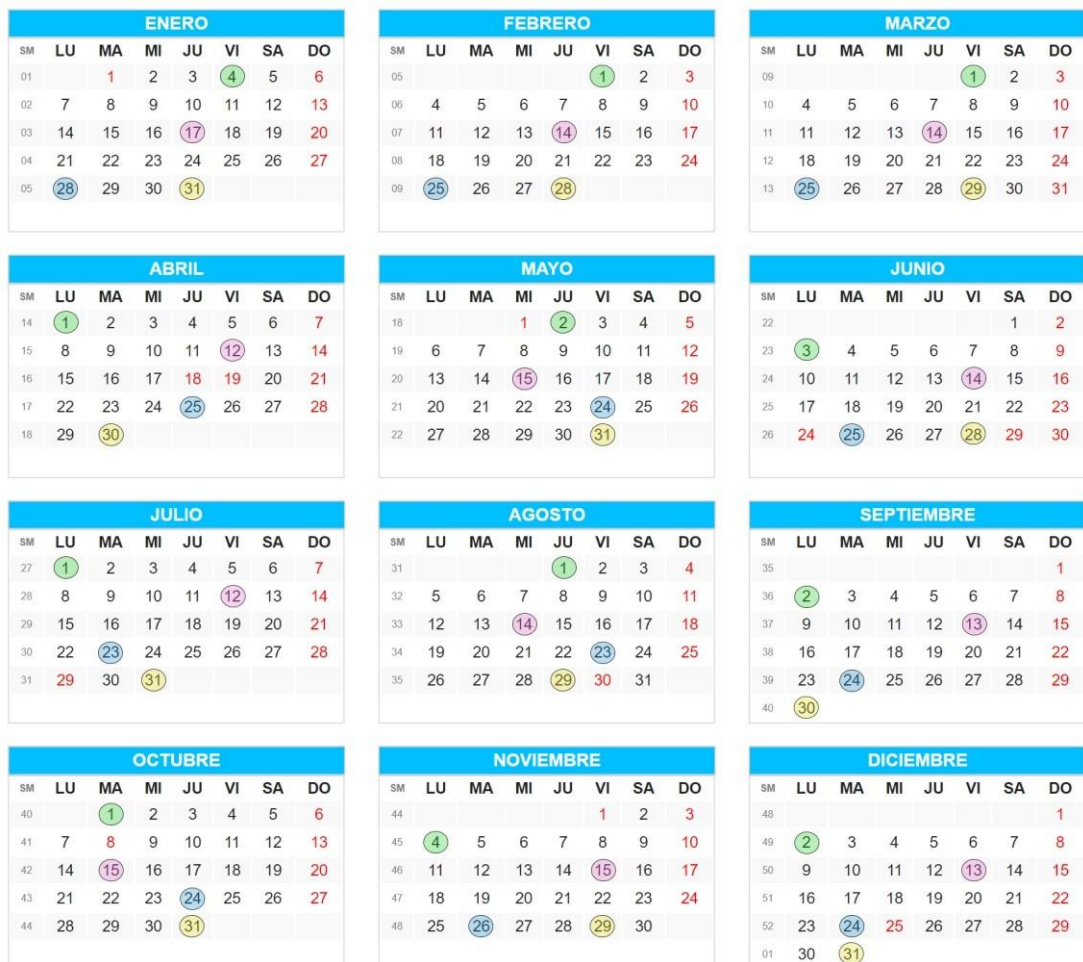 ENERO
SM LU MA MI JU VI SA DO
01 1 2 3 4 5 6
02 7 8 9 10 11 12 13
03 14 15 16 17 18 19 20
04 21 22 23 24 25 26 27
05 28 29 30 31
FEBRERO
SM LU MA MI JU VI SA DO
05 1 2 3
06 4 5 6 7 8 9 10
07 11 12 13 14 15 16 17
08 18 19 20 21 22 23 24
09 25 26 27 28
MARZO
SM LU MA MI JU VI SA DO
09 1 2 3
10 4 5 6 7 8 9 10
11 11 12 13 14 15 16 17
12 18 19 20 21 22 23 24
13 25 26 27 28 29 30 31
ABRIL
SM LU MA MI JU VI SA DO
14 1 2 3 4 5 6 7
15 8 9 10 11 12 13 14
16 15 16 17 18 19 20 21
17 22 23 24 25 26 27 28
18 29 30
MAYO
SM LU MA MI JU VI SA DO
18 1 2 3 4 5
19 6 7 8 9 10 11 12
20 13 14 15 16 17 18 19
21 20 21 22 23 24 25 26
22 27 28 29 30 31
JUNIO
SM LU MA MI JU VI SA DO
22 1 2
23 3 4 5 6 7 8 9
24 10 11 12 13 14 15 16
25 17 18 19 20 21 22 23
26 24 25 26 27 28 29 30
JULIO
SM LU MA MI JU VI SA DO
27 1 2 3 4 5 6 7
28 8 9 10 11 12 13 14
29 15 16 17 18 19 20 21
30 22 23 24 25 26 27 28
31 29 30 31
AGOSTO
SM LU MA MI JU VI SA DO
31 1 2 3 4
32 5 6 7 8 9 10 11
33 12 13 14 15 16 17 18
34 19 20 21 22 23 24 25
35 26 27 28 29 30 31
SEPTIEMBRE
SM LU MA MI JU VI SA DO
35 1
36 2 3 4 5 6 7 8
37 9 10 11 12 13 14 15
38 16 17 18 19 20 21 22
39 23 24 25 26 27 28 29
40 30
OCTUBRE
SM LU MA MI JU VI SA DO
40 1 2 3 4 5 6
41 7 8 9 10 11 12 13
42 14 15 16 17 18 19 20
43 21 22 23 24 25 26 27
44 28 29 30 31
NOVIEMBRE
SM LU MA MI JU VI SA DO
44 1 2 3
45 4 5 6 7 8 9 10
46 11 12 13 14 15 16 17
47 18 19 20 21 22 23 24
48 25 26 27 28 29 30
DICIEMBRE
SM LU MA MI JU VI SA DO
48 1
49 2 3 4 5 6 7 8
50 9 10 11 12 13 14 15
51 16 17 18 19 20 21 22
52 23 24 25 26 27 28 29
01 30 31